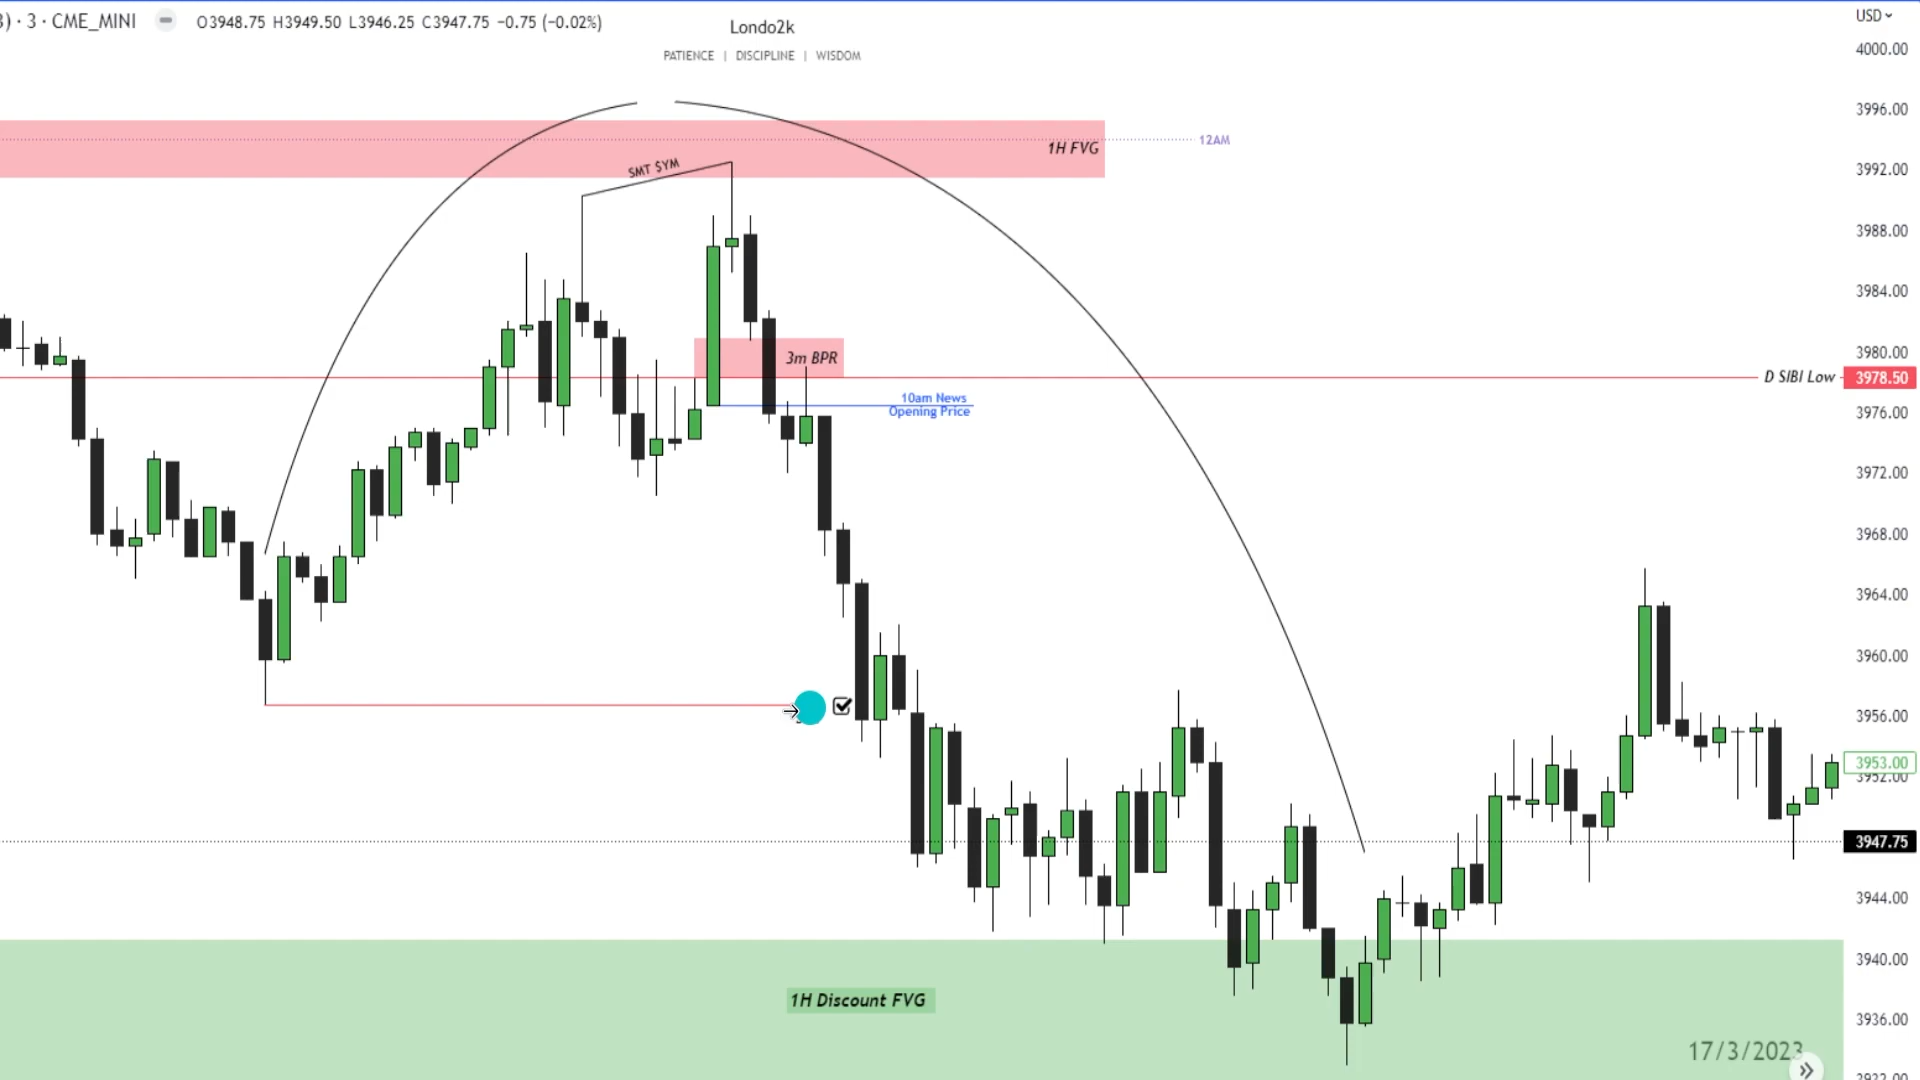 3) · 3 · CME_MINI O3948.75 H3949.50 L3946.25 C3947.75 −0.75 (−0.02%)
Londo2k
PATIENCE | DISCIPLINE | WISDOM
USD
4000.00
3996.00
12AM
1H FVG
SMT $YM
3992.00
3988.00
3984.00
3980.00
3m BPR
D SIBI Low
3978.50
10am News
Opening Price
3976.00
3972.00
3968.00
3964.00
3960.00
3956.00
3953.00
3952.00
3947.75
3944.00
3940.00
1H Discount FVG
3936.00
17/3/2023